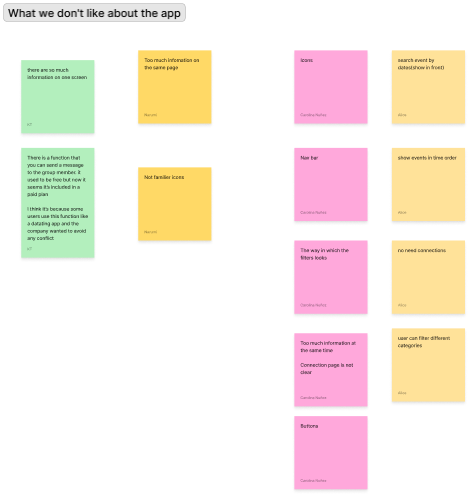 What we don't like about the app
there are so much
information on one screen
KT
Too much infomation on
the same page
Icons
Carolina Nuñez
search event by
dates(show in front)
Alice
There is a function that
you can send a message
to the group member. it
used to be free but now it
seems it's included in a
paid plan
I think it's because some
users use this function like
a datating app and the
company wanted to avoid
any conflict
KT
Not familier icons
Nav bar
Carolina Nuñez
show events in time order
Alice
The way in which the
filters looks
Carolina Nuñez
no need connections
Alice
Too much information at
the same time
Connection page is not
clear
Carolina Nuñez
user can filter different
categories
Alice
Buttons
Carolina Nuñez